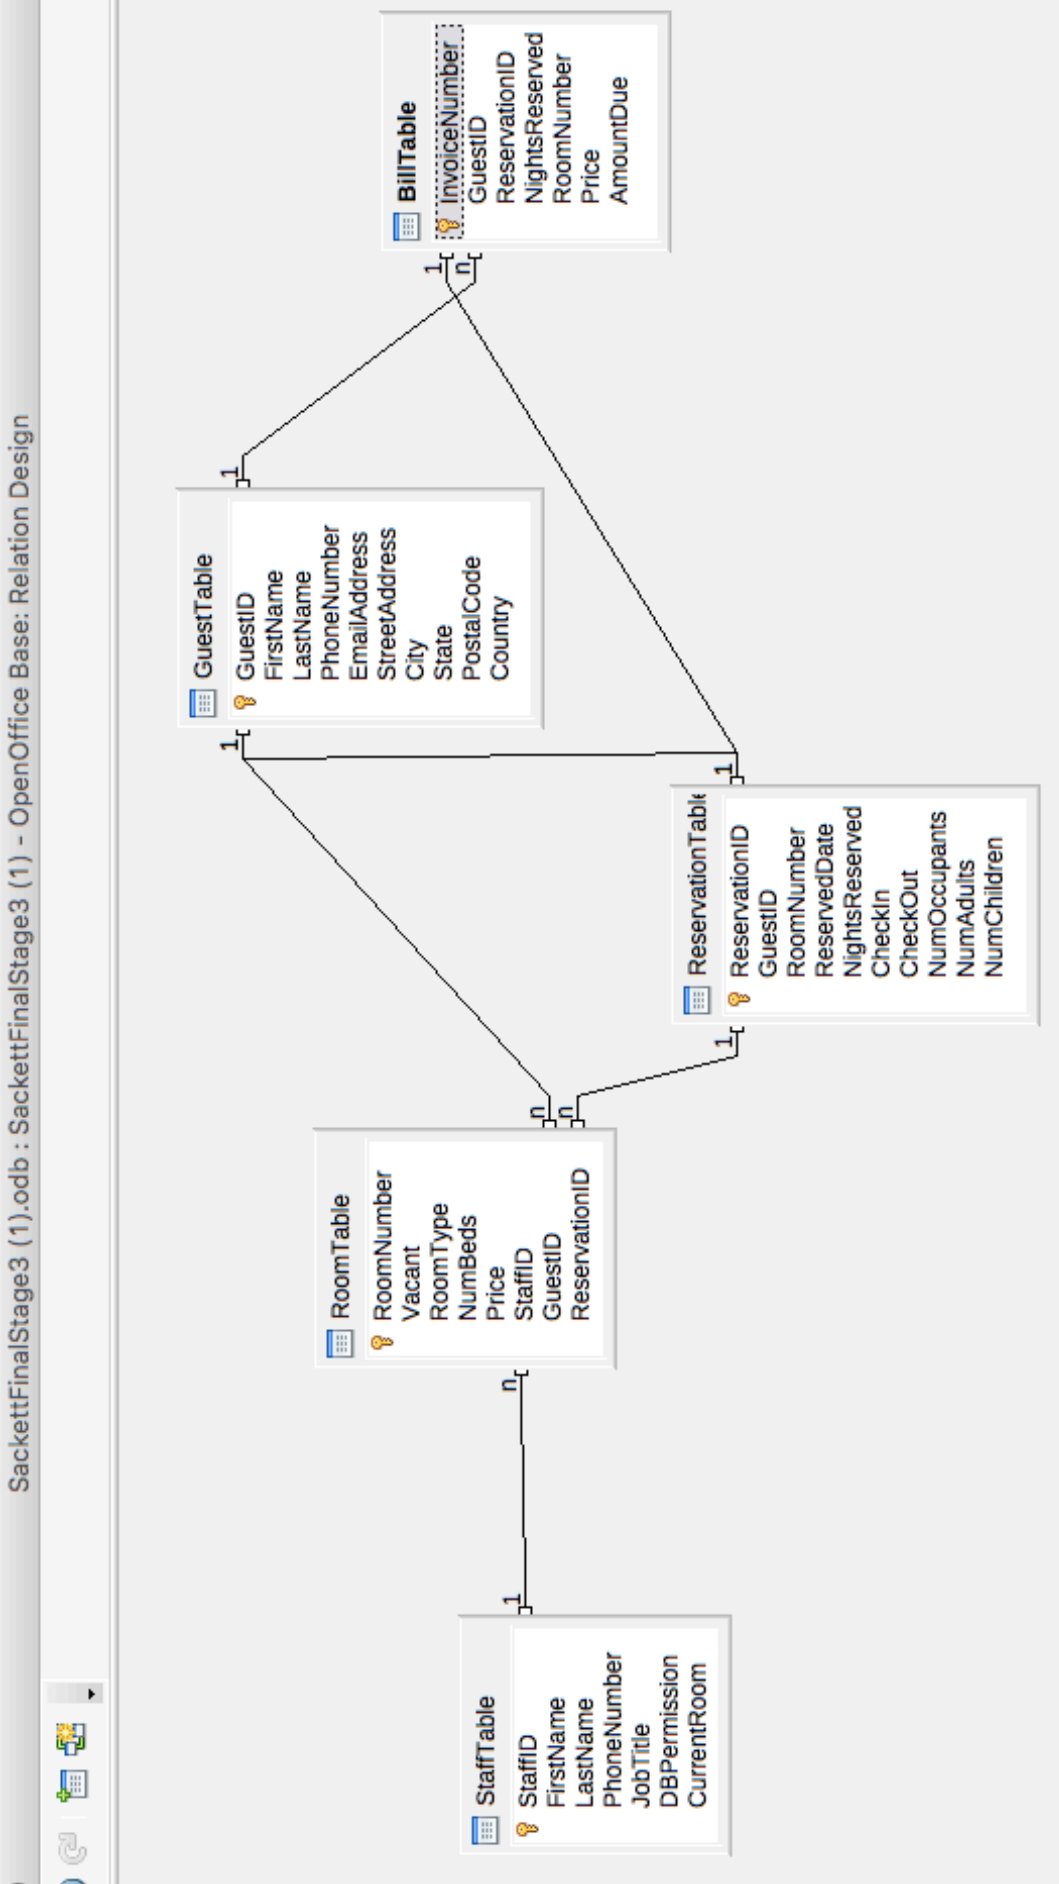 SackettFinalStage3 (1).odb : SackettFinalStage3 (1) - OpenOffice Base: Relation Design
StaffTable
StaffID
FirstName
LastName
PhoneNumber
JobTitle
DBPermission
CurrentRoom
1
n
RoomTable
RoomNumber
Vacant
RoomType
NumBeds
Price
StaffID
GuestID
ReservationID
n
n
1
1
GuestTable
GuestID
FirstName
LastName
PhoneNumber
EmailAddress
StreetAddress
City
State
PostalCode
Country
1
ReservationTable
ReservationID
GuestID
RoomNumber
ReservedDate
NightsReserved
CheckIn
CheckOut
NumOccupants
NumAdults
NumChildren
1
1
n
BillTable
InvoiceNumber
GuestID
ReservationID
NightsReserved
RoomNumber
Price
AmountDue